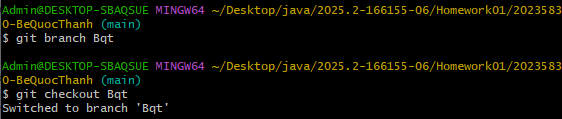 Admin@DESKTOP-SBAQSUE MINGW64 ~/Desktop/java/2025.2-166155-06/Homework01/2023583
0-BeQuocThanh (main)
$ git branch Bqt
Admin@DESKTOP-SBAQSUE MINGW64 ~/Desktop/java/2025.2-166155-06/Homework01/2023583
0-BeQuocThanh (main)
$ git checkout Bqt
Switched to branch 'Bqt'